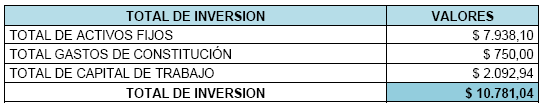 TOTAL DE INVERSION VALORES
TOTAL DE ACTIVOS FIJOS $ 7.938,10
TOTAL GASTOS DE CONSTITUCIÓN $ 750,00
TOTAL DE CAPITAL DE TRABAJO $ 2.092,94
TOTAL DE INVERSION $ 10.781,04